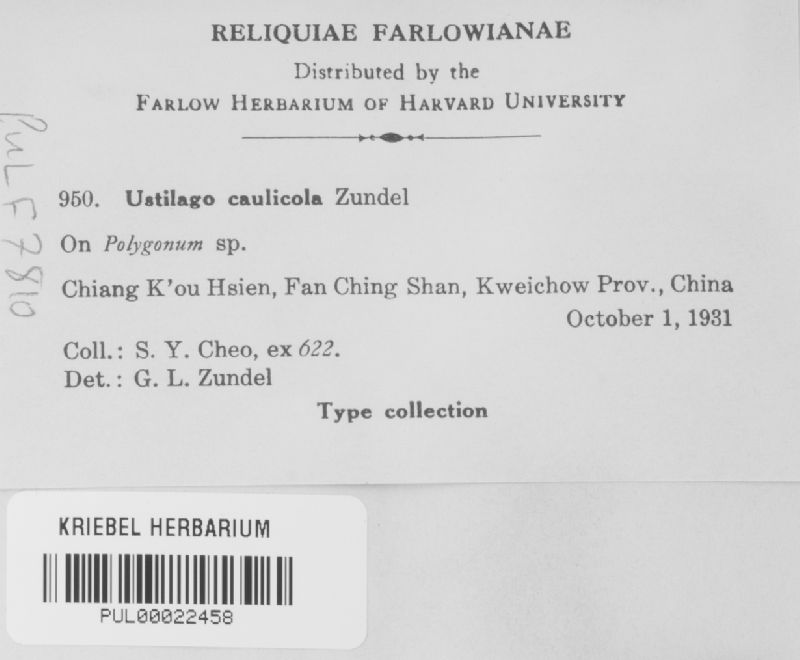 RELIQUIAE FARLOWIANAE
Distributed by the
FARLOW HERBARIUM OF HARVARD UNIVERSITY
950. Ustilago caulicola Zundel
On Polygonum sp.
Chiang K'ou Hsien, Fan Ching Shan, Kweichow Prov., China
October 1, 1931
Coll.: S. Y. Cheo, ex 622.
Det.: G. L. Zundel
Type collection
PuL F7810
KRIEBEL HERBARIUM
PUL00022458